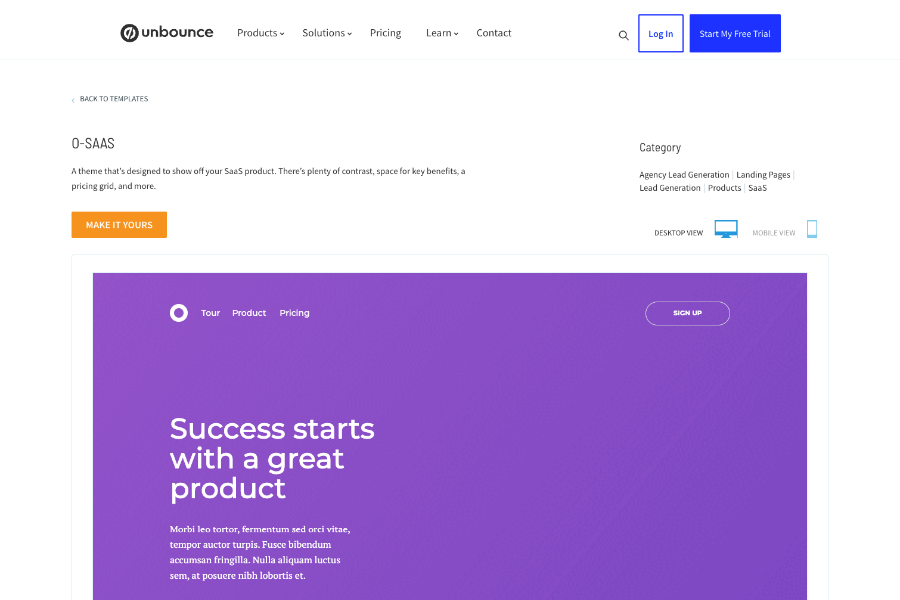 unbounce
Products
Solutions
Pricing
Learn
Contact
Log In
Start My Free Trial
‹ BACK TO TEMPLATES
O-SAAS
A theme that's designed to show off your SaaS product. There's plenty of contrast, space for key benefits, a
pricing grid, and more.
MAKE IT YOURS
Category
Agency Lead Generation | Landing Pages |
Lead Generation | Products | SaaS
DESKTOP VIEW
MOBILE VIEW
Tour
Product
Pricing
SIGN UP
Success starts
with a great
product
Morbi leo tortor, fermentum sed orci vitae,
tempor auctor turpis. Fusce bibendum
accumsan fringilla. Nulla aliquam luctus
sem, at posuere nibh lobortis et.